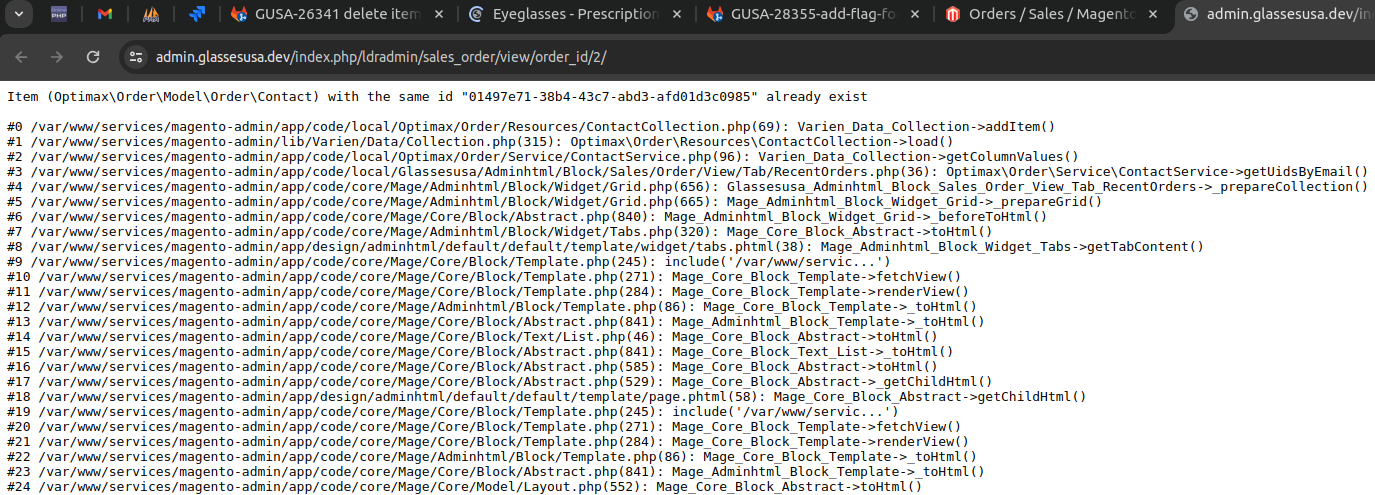 GUSA-26341 delete item
Eyeglasses - Prescription
GUSA-28355-add-flag-fo
Orders / Sales / Magento
admin.glassesusa.dev/in
admin.glassesusa.dev/index.php/ldradmin/sales_order/view/order_id/2/
Item (Optimax\Order\Model\Order\Contact) with the same id "01497e71-38b4-43c7-abd3-afd01d3c0985" already exist
#0 /var/www/services/magento-admin/app/code/local/Optimax/Order/Resources/ContactCollection.php(69): Varien_Data_Collection->addItem()
#1 /var/www/services/magento-admin/lib/Varien/Data/Collection.php(315): Optimax\Order\Resources\ContactCollection->load()
#2 /var/www/services/magento-admin/app/code/local/Optimax/Order/Service/ContactService.php(96): Varien_Data_Collection->getColumnValues()
#3 /var/www/services/magento-admin/app/code/local/Glassesusa/Adminhtml/Block/Sales/Order/View/Tab/RecentOrders.php(36): Optimax\Order\Service\ContactService->getUidsByEmail()
#4 /var/www/services/magento-admin/app/code/core/Mage/Adminhtml/Block/Widget/Grid.php(656): Glassesusa_Adminhtml_Block_Sales_Order_View_Tab_RecentOrders->_prepareCollection()
#5 /var/www/services/magento-admin/app/code/core/Mage/Adminhtml/Block/Widget/Grid.php(665): Mage_Adminhtml_Block_Widget_Grid->_prepareGrid()
#6 /var/www/services/magento-admin/app/code/core/Mage/Core/Block/Abstract.php(840): Mage_Adminhtml_Block_Widget_Grid->_beforeToHtml()
#7 /var/www/services/magento-admin/app/code/core/Mage/Adminhtml/Block/Widget/Tabs.php(320): Mage_Core_Block_Abstract->toHtml()
#8 /var/www/services/magento-admin/app/design/adminhtml/default/default/template/widget/tabs.phtml(38): Mage_Adminhtml_Block_Widget_Tabs->getTabContent()
#9 /var/www/services/magento-admin/app/code/core/Mage/Core/Block/Template.php(245): include('/var/www/servic...')
#10 /var/www/services/magento-admin/app/code/core/Mage/Core/Block/Template.php(271): Mage_Core_Block_Template->fetchView()
#11 /var/www/services/magento-admin/app/code/core/Mage/Core/Block/Template.php(284): Mage_Core_Block_Template->renderView()
#12 /var/www/services/magento-admin/app/code/core/Mage/Adminhtml/Block/Template.php(86): Mage_Core_Block_Template->_toHtml()
#13 /var/www/services/magento-admin/app/code/core/Mage/Core/Block/Abstract.php(841): Mage_Adminhtml_Block_Template->_toHtml()
#14 /var/www/services/magento-admin/app/code/core/Mage/Core/Block/Text/List.php(46): Mage_Core_Block_Abstract->toHtml()
#15 /var/www/services/magento-admin/app/code/core/Mage/Core/Block/Abstract.php(841): Mage_Core_Block_Text_List->_toHtml()
#16 /var/www/services/magento-admin/app/code/core/Mage/Core/Block/Abstract.php(585): Mage_Core_Block_Abstract->toHtml()
#17 /var/www/services/magento-admin/app/code/core/Mage/Core/Block/Abstract.php(529): Mage_Core_Block_Abstract->_getChildHtml()
#18 /var/www/services/magento-admin/app/design/adminhtml/default/default/template/page.phtml(58): Mage_Core_Block_Abstract->getChildHtml()
#19 /var/www/services/magento-admin/app/code/core/Mage/Core/Block/Template.php(245): include('/var/www/servic...')
#20 /var/www/services/magento-admin/app/code/core/Mage/Core/Block/Template.php(271): Mage_Core_Block_Template->fetchView()
#21 /var/www/services/magento-admin/app/code/core/Mage/Core/Block/Template.php(284): Mage_Core_Block_Template->renderView()
#22 /var/www/services/magento-admin/app/code/core/Mage/Adminhtml/Block/Template.php(86): Mage_Core_Block_Template->_toHtml()
#23 /var/www/services/magento-admin/app/code/core/Mage/Core/Block/Abstract.php(841): Mage_Adminhtml_Block_Template->_toHtml()
#24 /var/www/services/magento-admin/app/code/core/Mage/Core/Model/Layout.php(552): Mage_Core_Block_Abstract->toHtml()